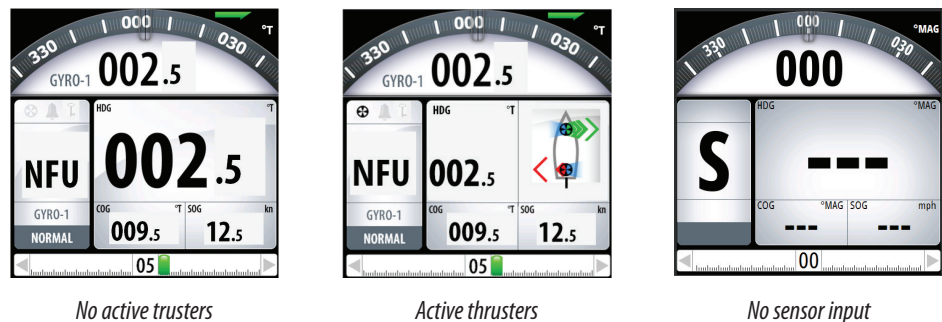 000
330
030
°T
GYRO-1 002.5
HDG °T
002.5
NFU
GYRO-1
NORMAL
COG °T SOG kn
009.5 12.5
05
No active trusters
000
330
030
°T
GYRO-1 002.5
HDG °T
002.5
NFU
GYRO-1
NORMAL
COG °T SOG kn
009.5 12.5
05
Active thrusters
000
330
030
°MAG
000
HDG °MAG
---
S
COG °MAG SOG mph
--- ---
00
No sensor input